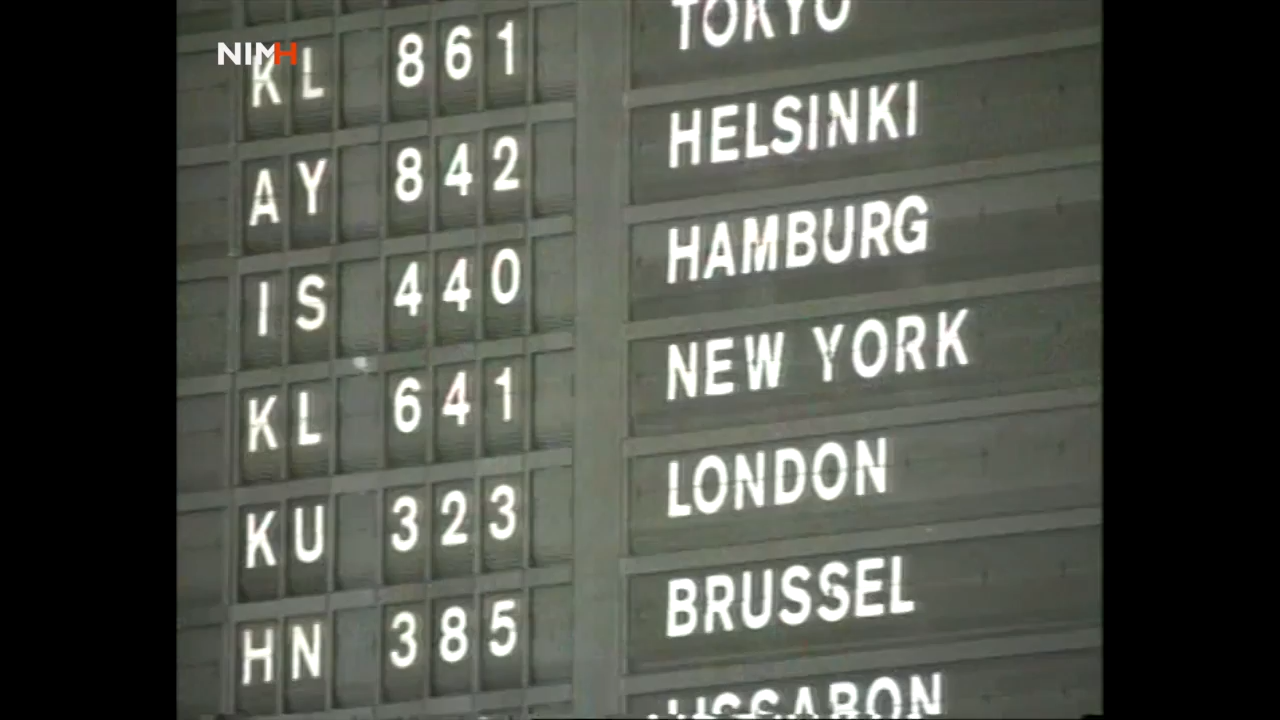 NIMH
KL 861 TOKYO
AY 842 HELSINKI
IS 440 HAMBURG
KL 641 NEW YORK
KU 323 LONDON
HN 385 BRUSSEL
LISSABON